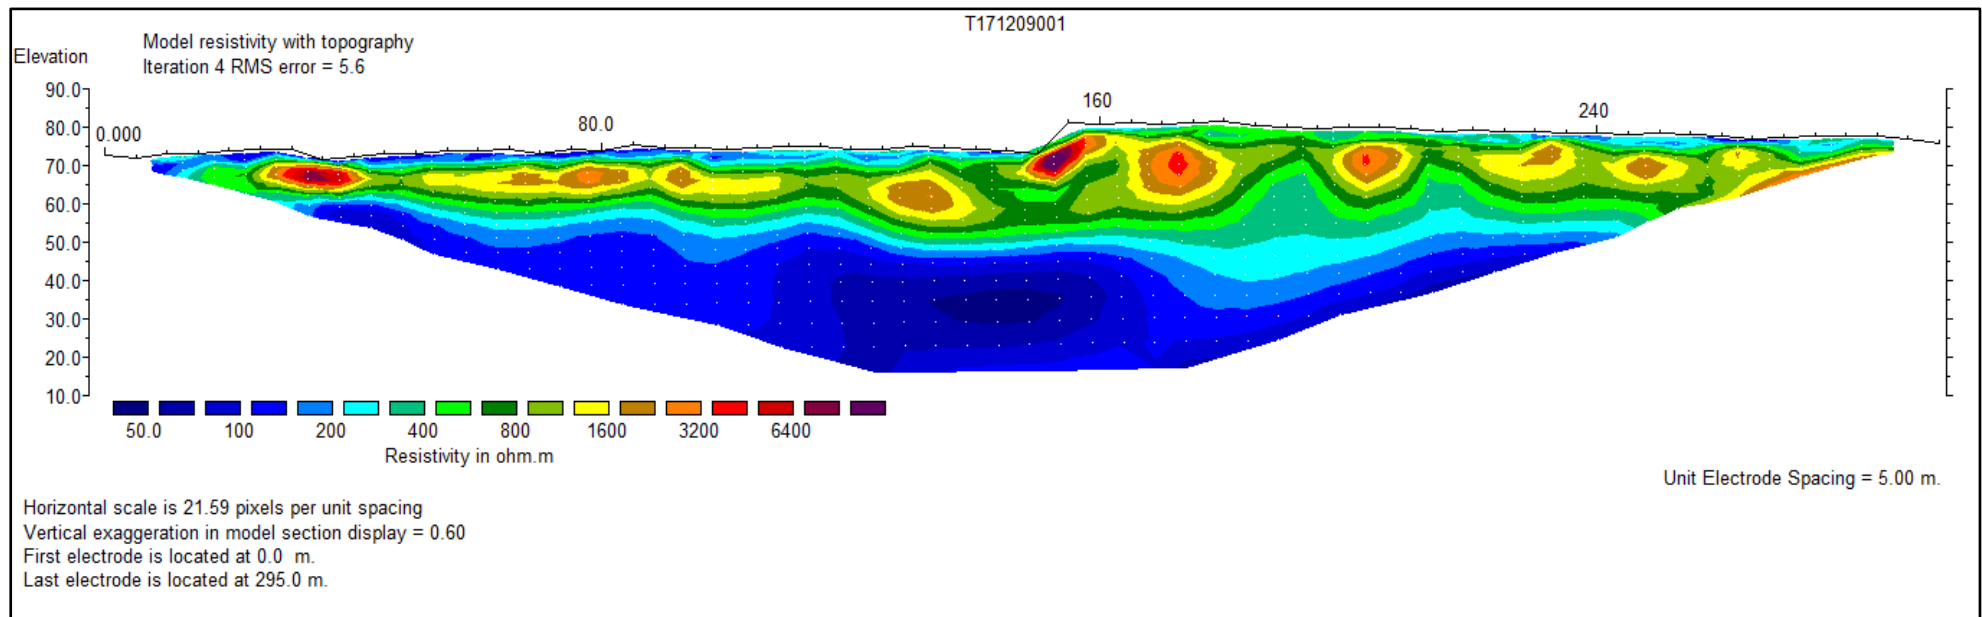 T171209001
Model resistivity with topography
Elevation
Iteration 4 RMS error = 5.6
90.0
160
240
80.0
0.000
80.0
70.0
60.0
50.0
40.0
30.0
20.0
10.0
50.0 100 200 400 800 1600 3200 6400
Resistivity in ohm.m
Unit Electrode Spacing = 5.00 m.
Horizontal scale is 21.59 pixels per unit spacing
Vertical exaggeration in model section display = 0.60
First electrode is located at 0.0 m.
Last electrode is located at 295.0 m.